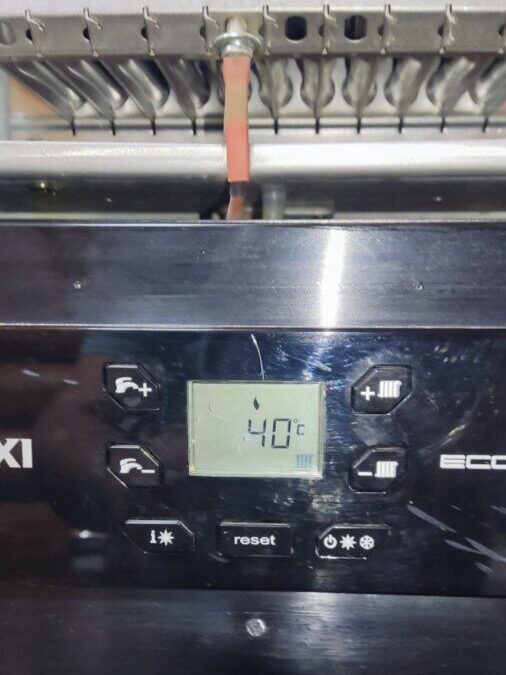 +
40°C
+
XI
-
-
ECO
i
reset